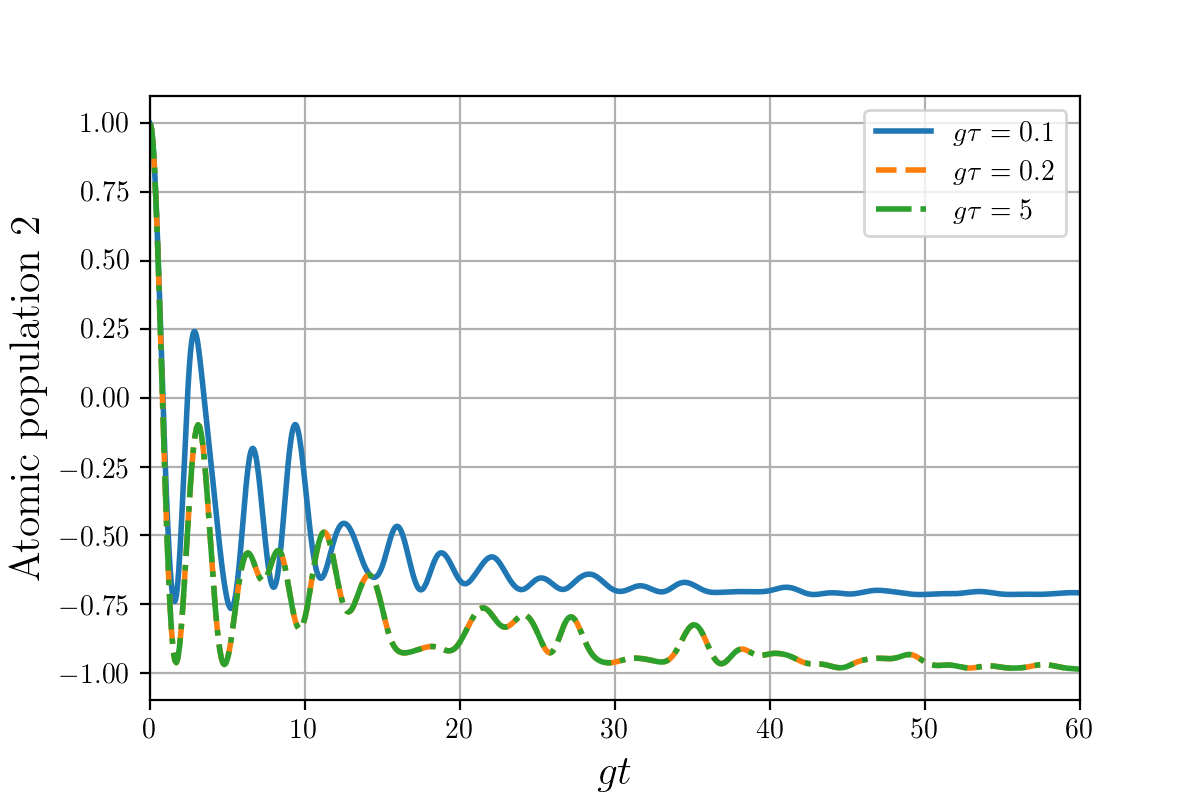 1.00
0.75
0.50
0.25
0.00
−0.25
−0.50
−0.75
−1.00
Atomic population 2
0 10 20 30 40 50 60
gt
gτ = 0.1
gτ = 0.2
gτ = 5